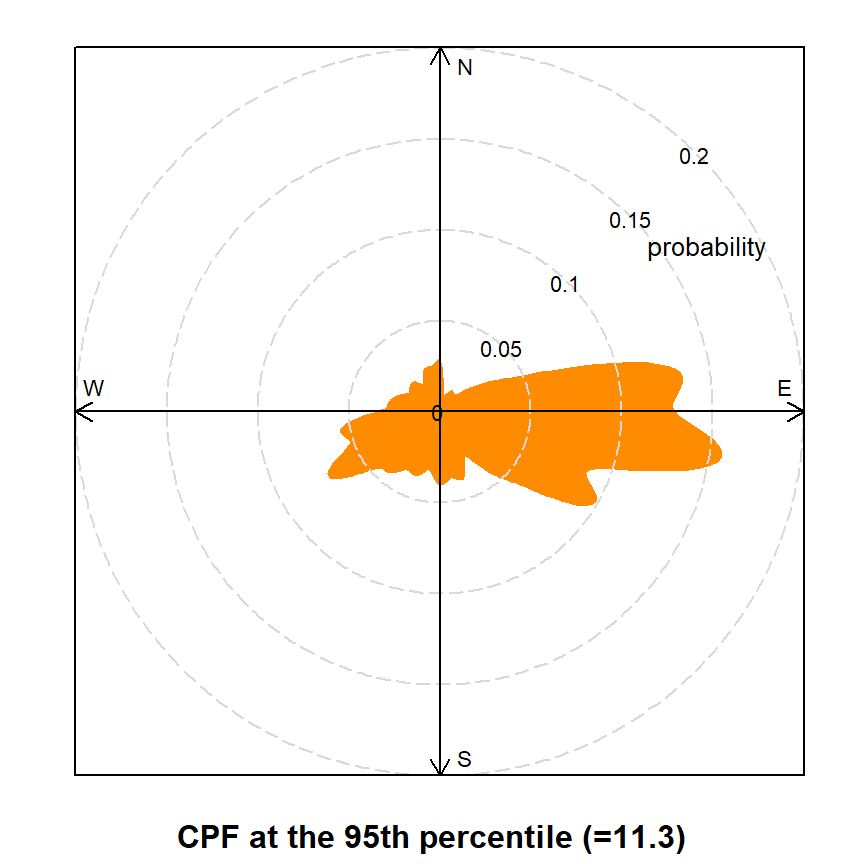 N
0.2
0.15
probability
0.1
0.05
W
E
0
S
CPF at the 95th percentile (=11.3)